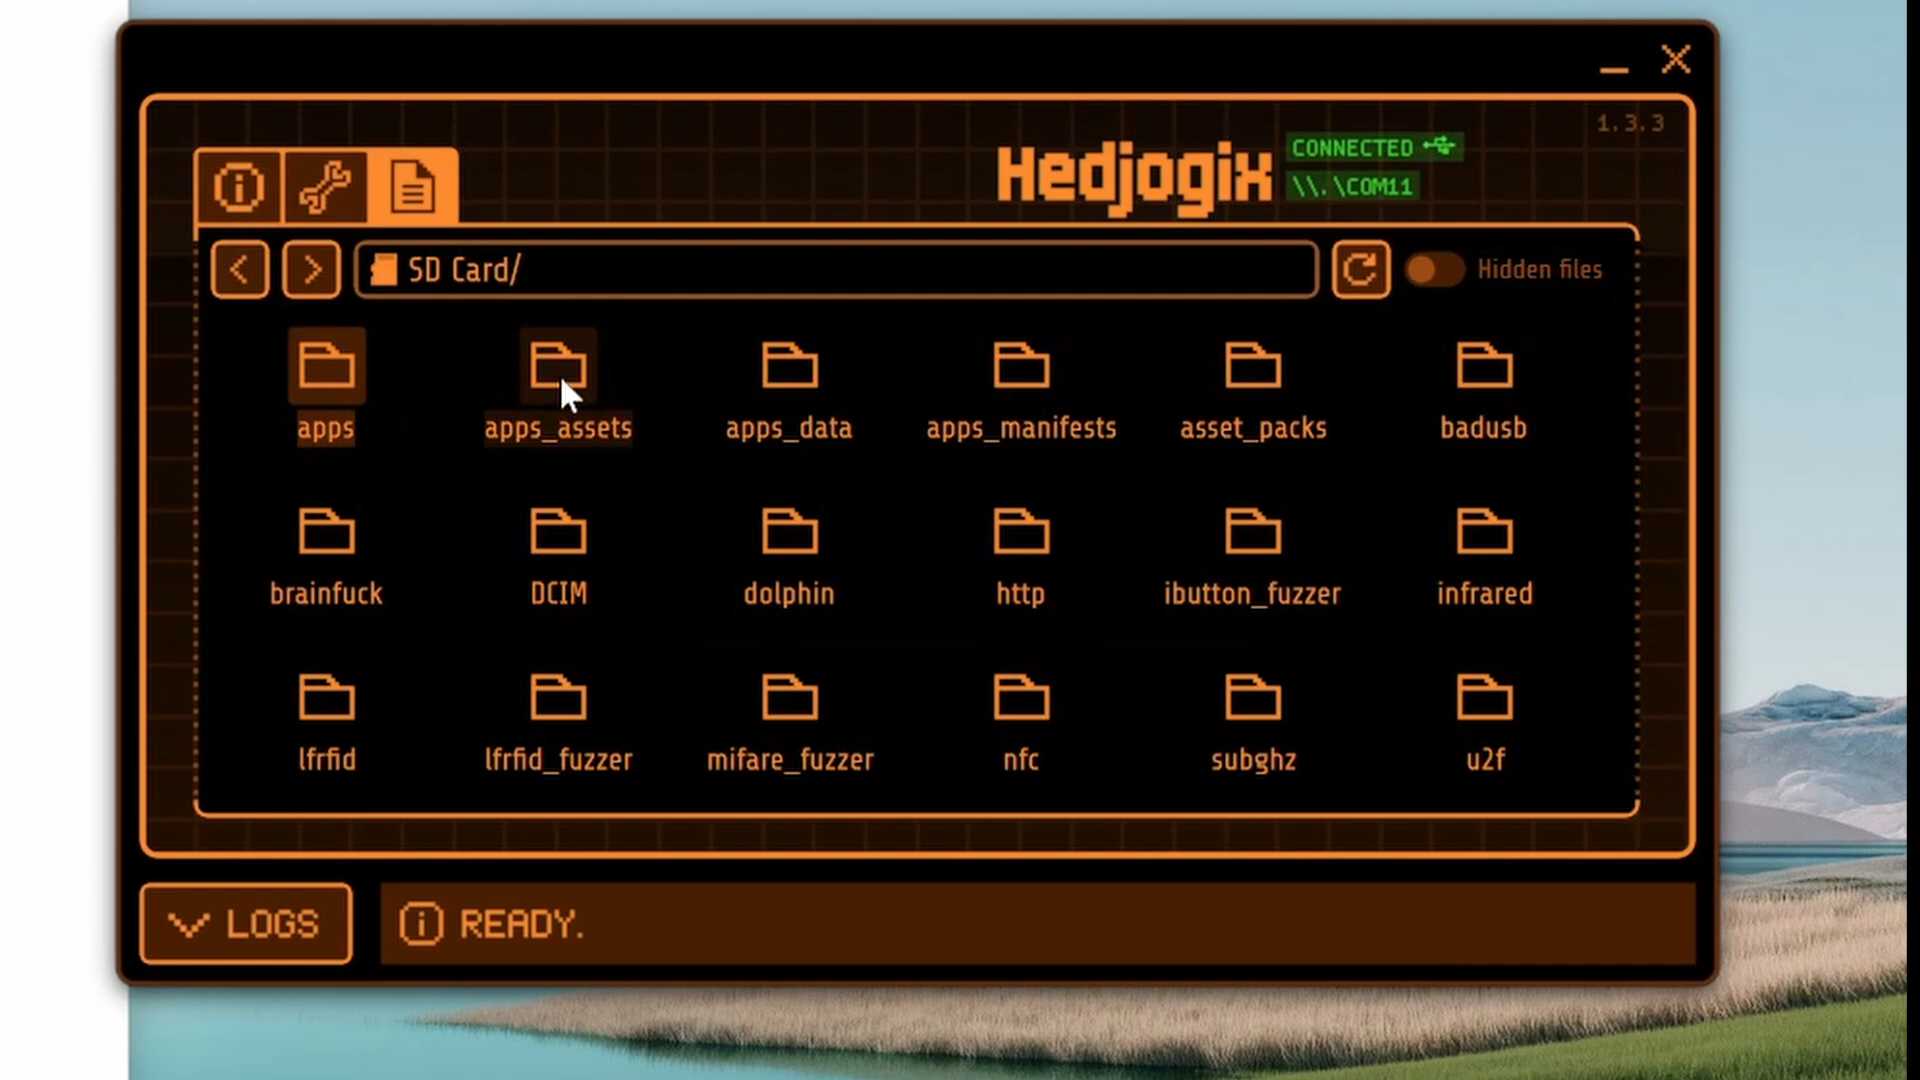 1.3.3
Hedjogix
CONNECTED
\\.\COM11
SD Card/
Hidden files
apps
apps_assets
apps_data
apps_manifests
asset_packs
badusb
brainfuck
DCIM
dolphin
http
ibutton_fuzzer
infrared
lfrfid
lfrfid_fuzzer
mifare_fuzzer
nfc
subghz
u2f
LOGS
READY.